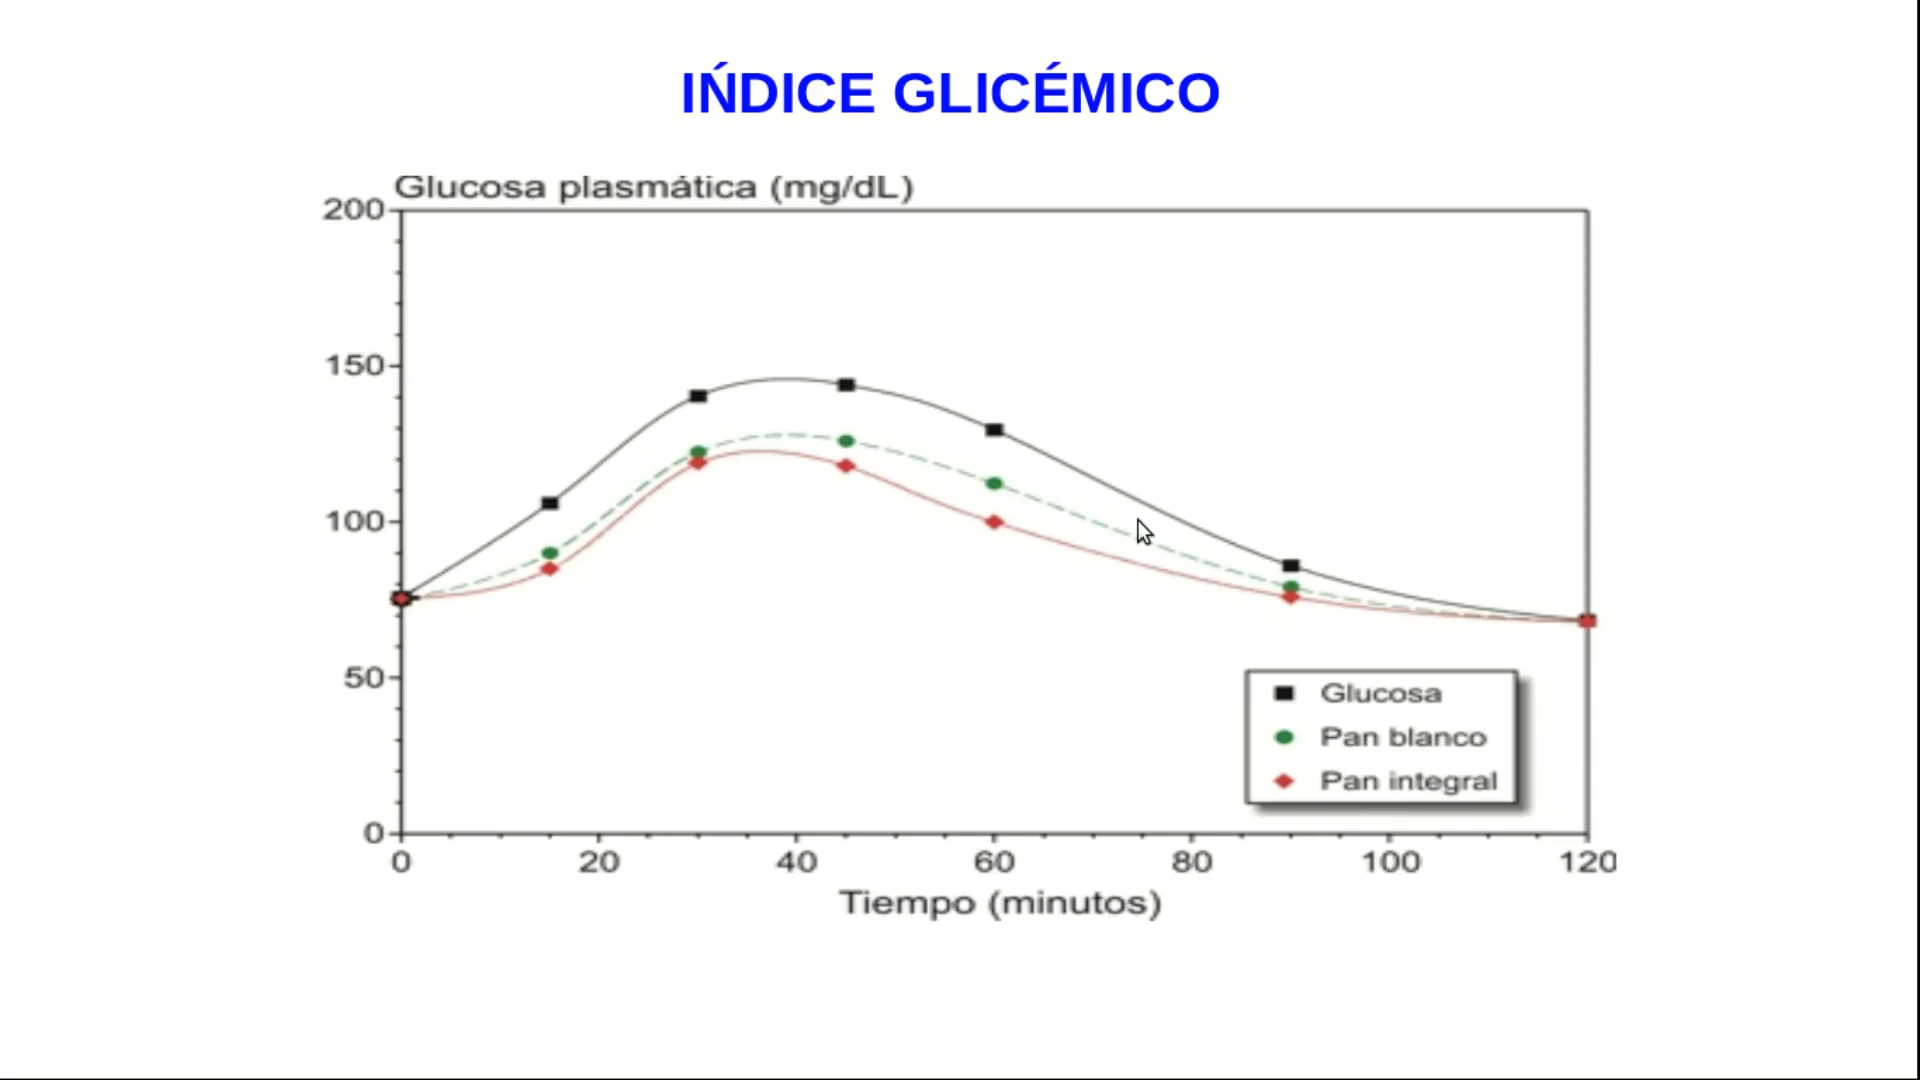 IŃDICE GLICÉMICO
Glucosa plasmática (mg/dL)
200
150
100
50
0
0 20 40 60 80 100 120
Tiempo (minutos)
Glucosa
Pan blanco
Pan integral